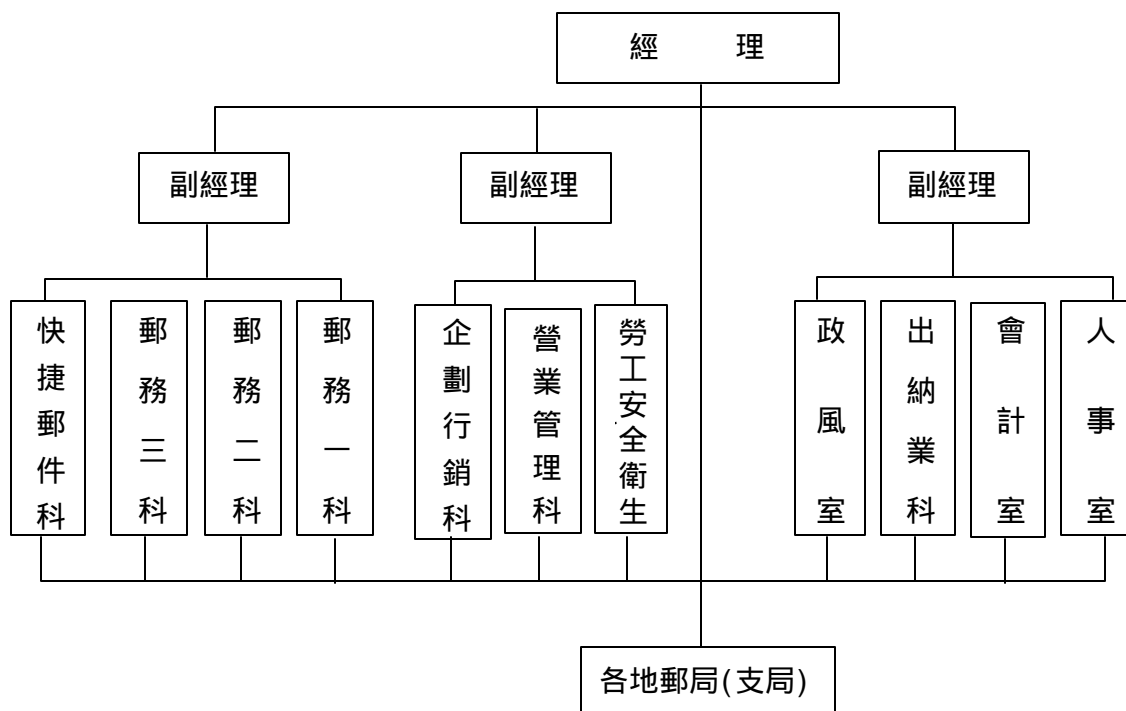 經 理
副經理
副經理
副經理
快捷郵件科
郵務三科
郵務二科
郵務一科
企劃行銷科
營業管理科
勞工安全衛生
政風室
出納業科
會計室
人事室
各地郵局(支局)